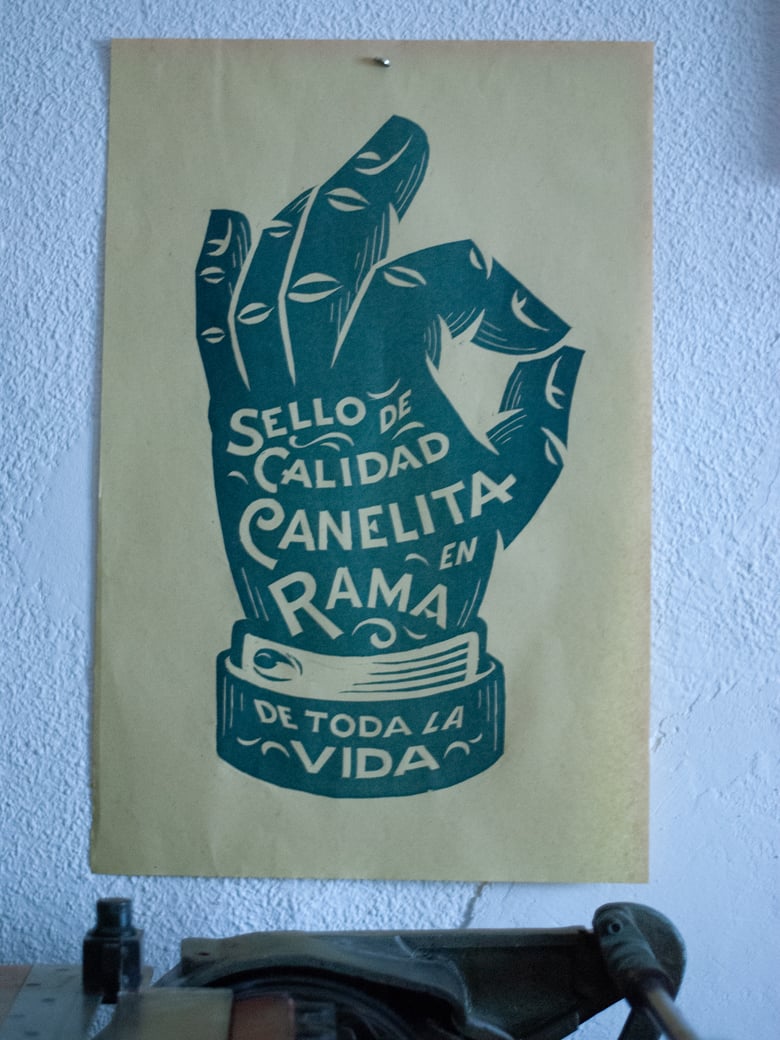 SELLO DE
CALIDAD
CANELITA
EN
RAMA
DE TODA LA
VIDA